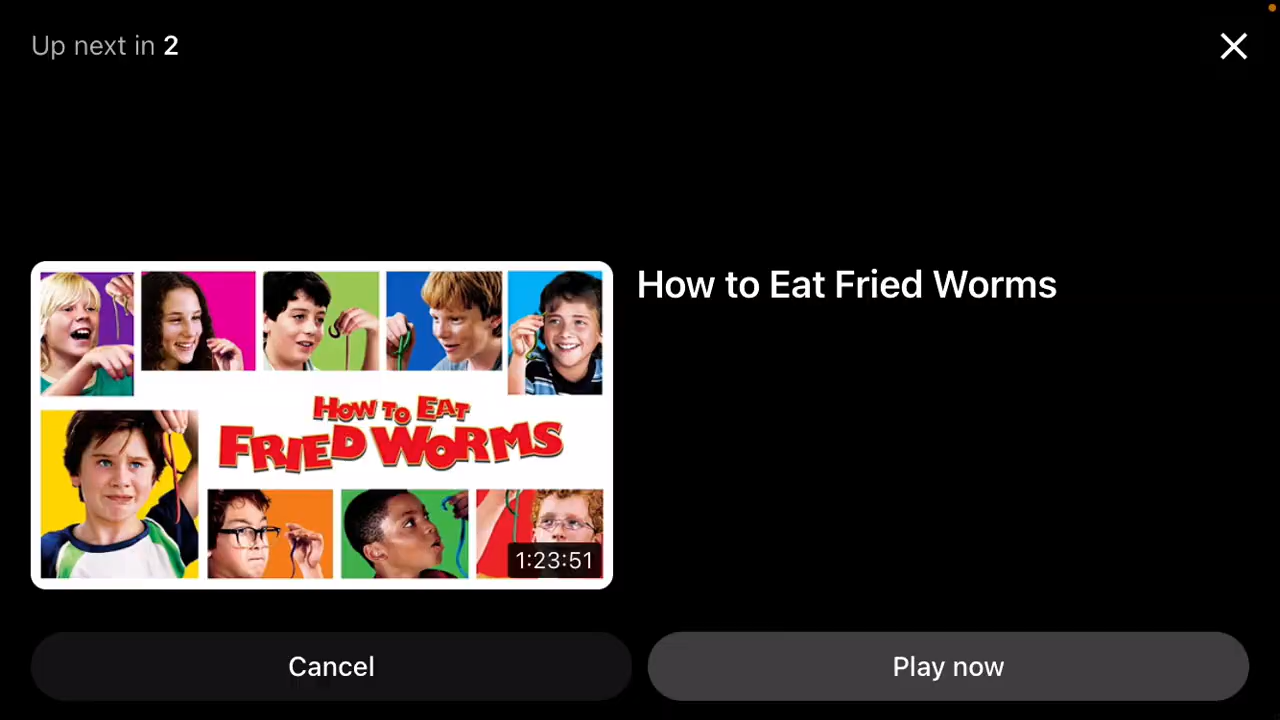 Up next in 2
How to Eat Fried Worms
HOW TO EAT
FRIED WORMS
1:23:51
Cancel
Play now